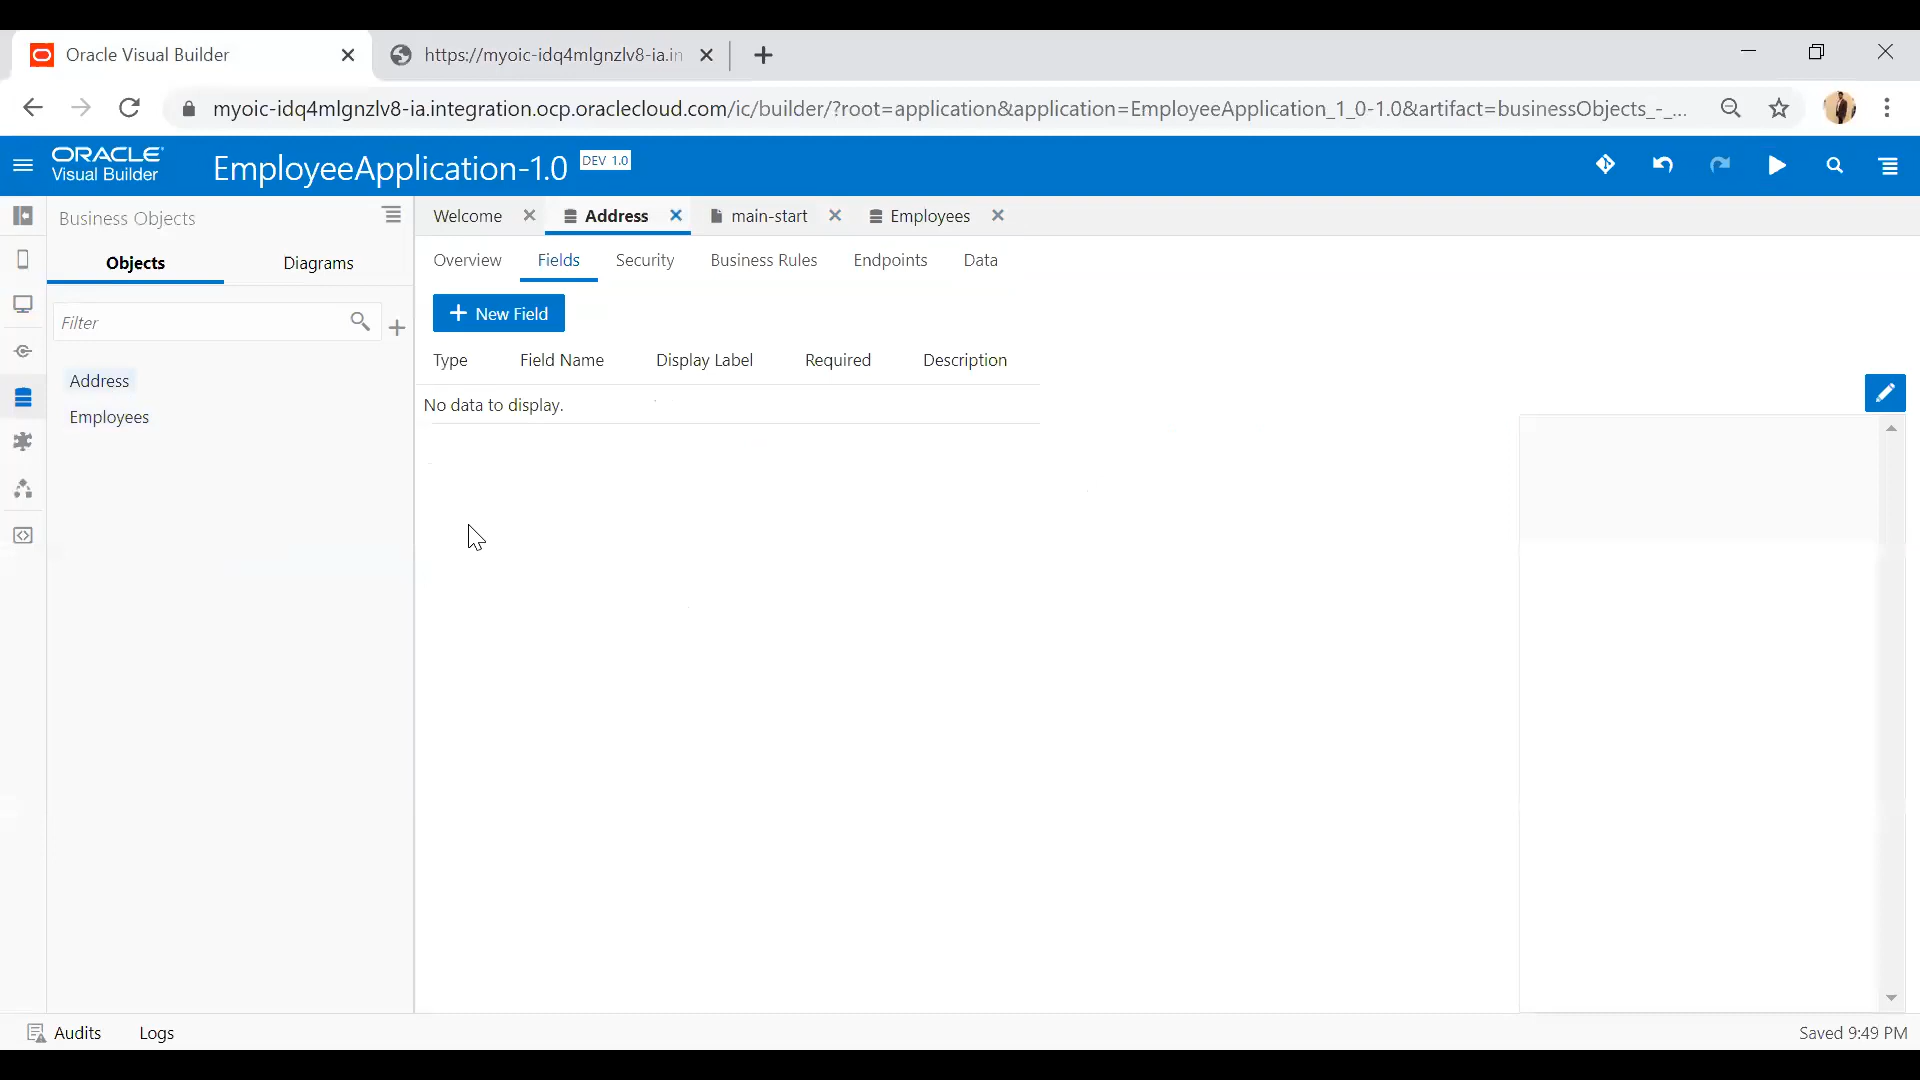 Oracle Visual Builder
https://myoic-idq4mlgnzlv8-ia.in
myoic-idq4mlgnzlv8-ia.integration.ocp.oraclecloud.com/ic/builder/?root=application&application=EmployeeApplication_1_0-1.0&artifact=businessObjects_-_...
ORACLE
Visual Builder
EmployeeApplication-1.0
DEV 1.0
Business Objects
Welcome
Address
main-start
Employees
Objects
Diagrams
Overview
Fields
Security
Business Rules
Endpoints
Data
Filter
New Field
Type
Field Name
Display Label
Required
Description
Address
Employees
No data to display.
Audits
Logs
Saved 9:49 PM